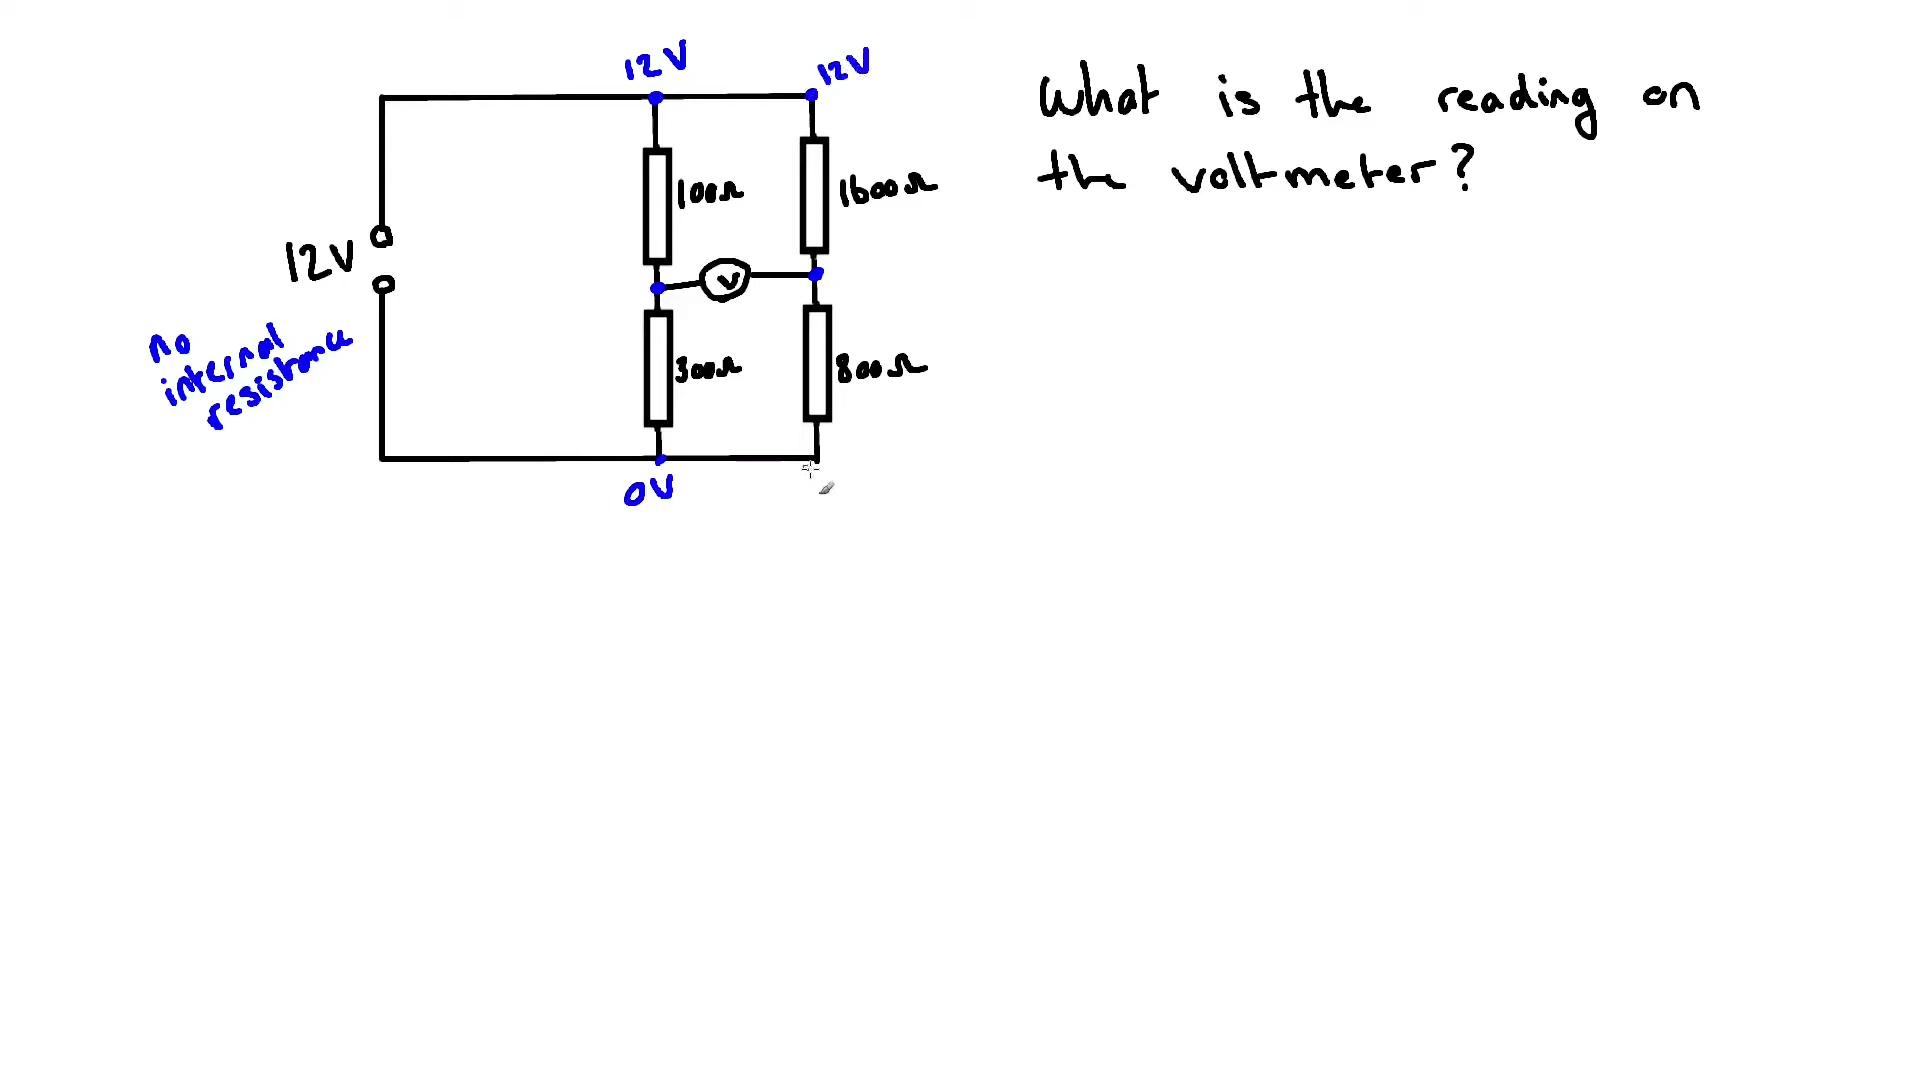 12V 12V
What is the reading on
the voltmeter?
100Ω 1600Ω
12V
V
no
internal
resistance
300Ω 800Ω
0V